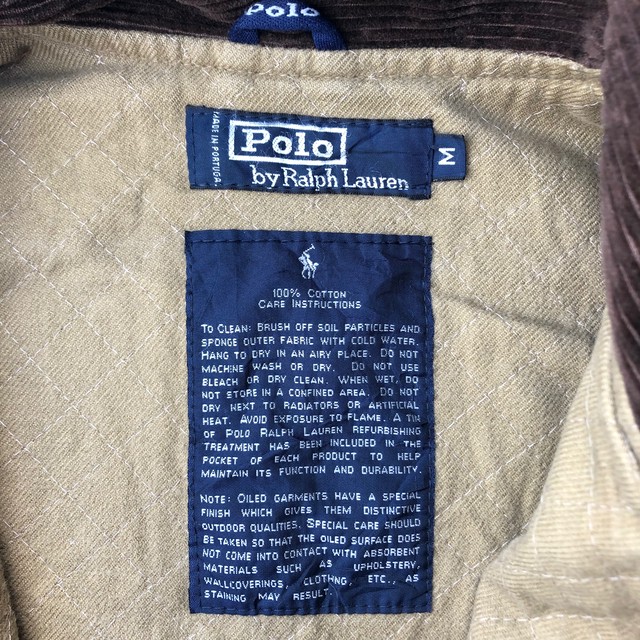 Polo
MADE IN PORTUGAL
Polo
by Ralph Lauren
M
100% COTTON
CARE INSTRUCTIONS
TO CLEAN: BRUSH OFF SOIL PARTICLES AND
SPONGE OUTER FABRIC WITH COLD WATER.
HANG TO DRY IN AN AIRY PLACE. DO NOT
MACHINE WASH OR DRY. DO NOT USE
BLEACH OR DRY CLEAN. WHEN WET, DO
NOT STORE IN A CONFINED AREA. DO NOT
DRY NEXT TO RADIATORS OR ARTIFICIAL
HEAT. AVOID EXPOSURE TO FLAME. A TIN
OF POLO RALPH LAUREN REFURBISHING
TREATMENT HAS BEEN INCLUDED IN THE
POCKET OF EACH PRODUCT TO HELP
MAINTAIN ITS FUNCTION AND DURABILITY.
NOTE: OILED GARMENTS HAVE A SPECIAL
FINISH WHICH GIVES THEM DISTINCTIVE
OUTDOOR QUALITIES. SPECIAL CARE SHOULD
BE TAKEN SO THAT THE OILED SURFACE DOES
NOT COME INTO CONTACT WITH ABSORBENT
MATERIALS SUCH AS UPHOLSTERY,
WALLCOVERINGS, CLOTHING, ETC., AS
STAINING MAY RESULT.